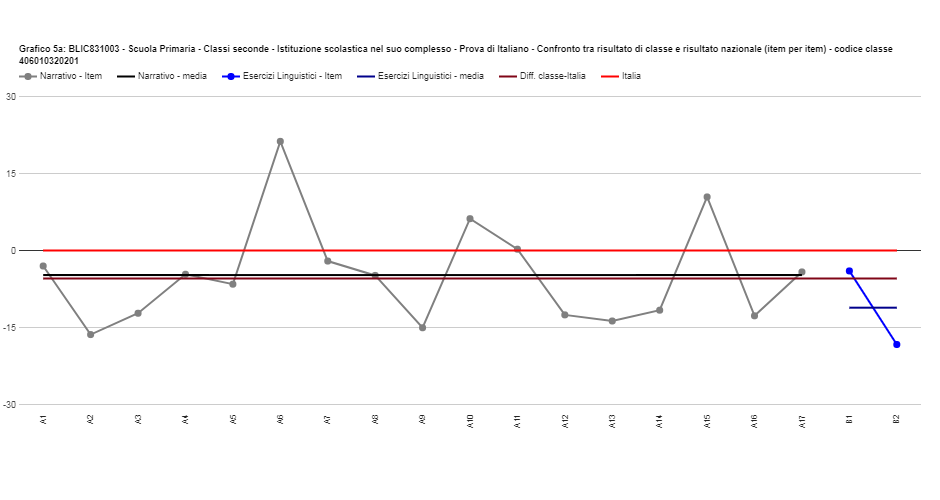 Grafico 5a: BLIC831003 - Scuola Primaria - Classi seconde - Istituzione scolastica nel suo complesso - Prova di Italiano - Confronto tra risultato di classe e risultato nazionale (item per item) - codice classe
406010320201
Narrativo - Item Narrativo - media Esercizi Linguistici - Item Esercizi Linguistici - media Diff. classe-Italia Italia
30
15
0
-15
-30
A1 A2 A3 A4 A5 A6 A7 A8 A9 A10 A11 A12 A13 A14 A15 A16 A17 B1 B2